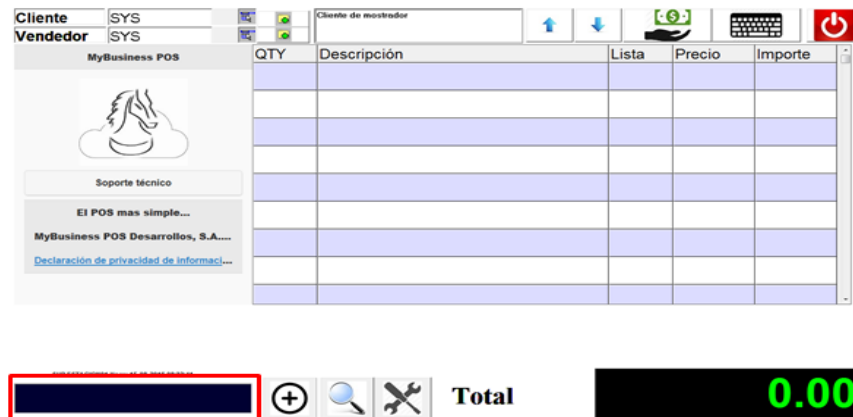 Cliente SYS Cliente de mostrador
Vendedor SYS
MyBusiness POS QTY Descripción Lista Precio Importe
Soporte técnico
El POS mas simple...
MyBusiness POS Desarrollos, S.A....
Declaración de privacidad de informaci...
Total 0.00